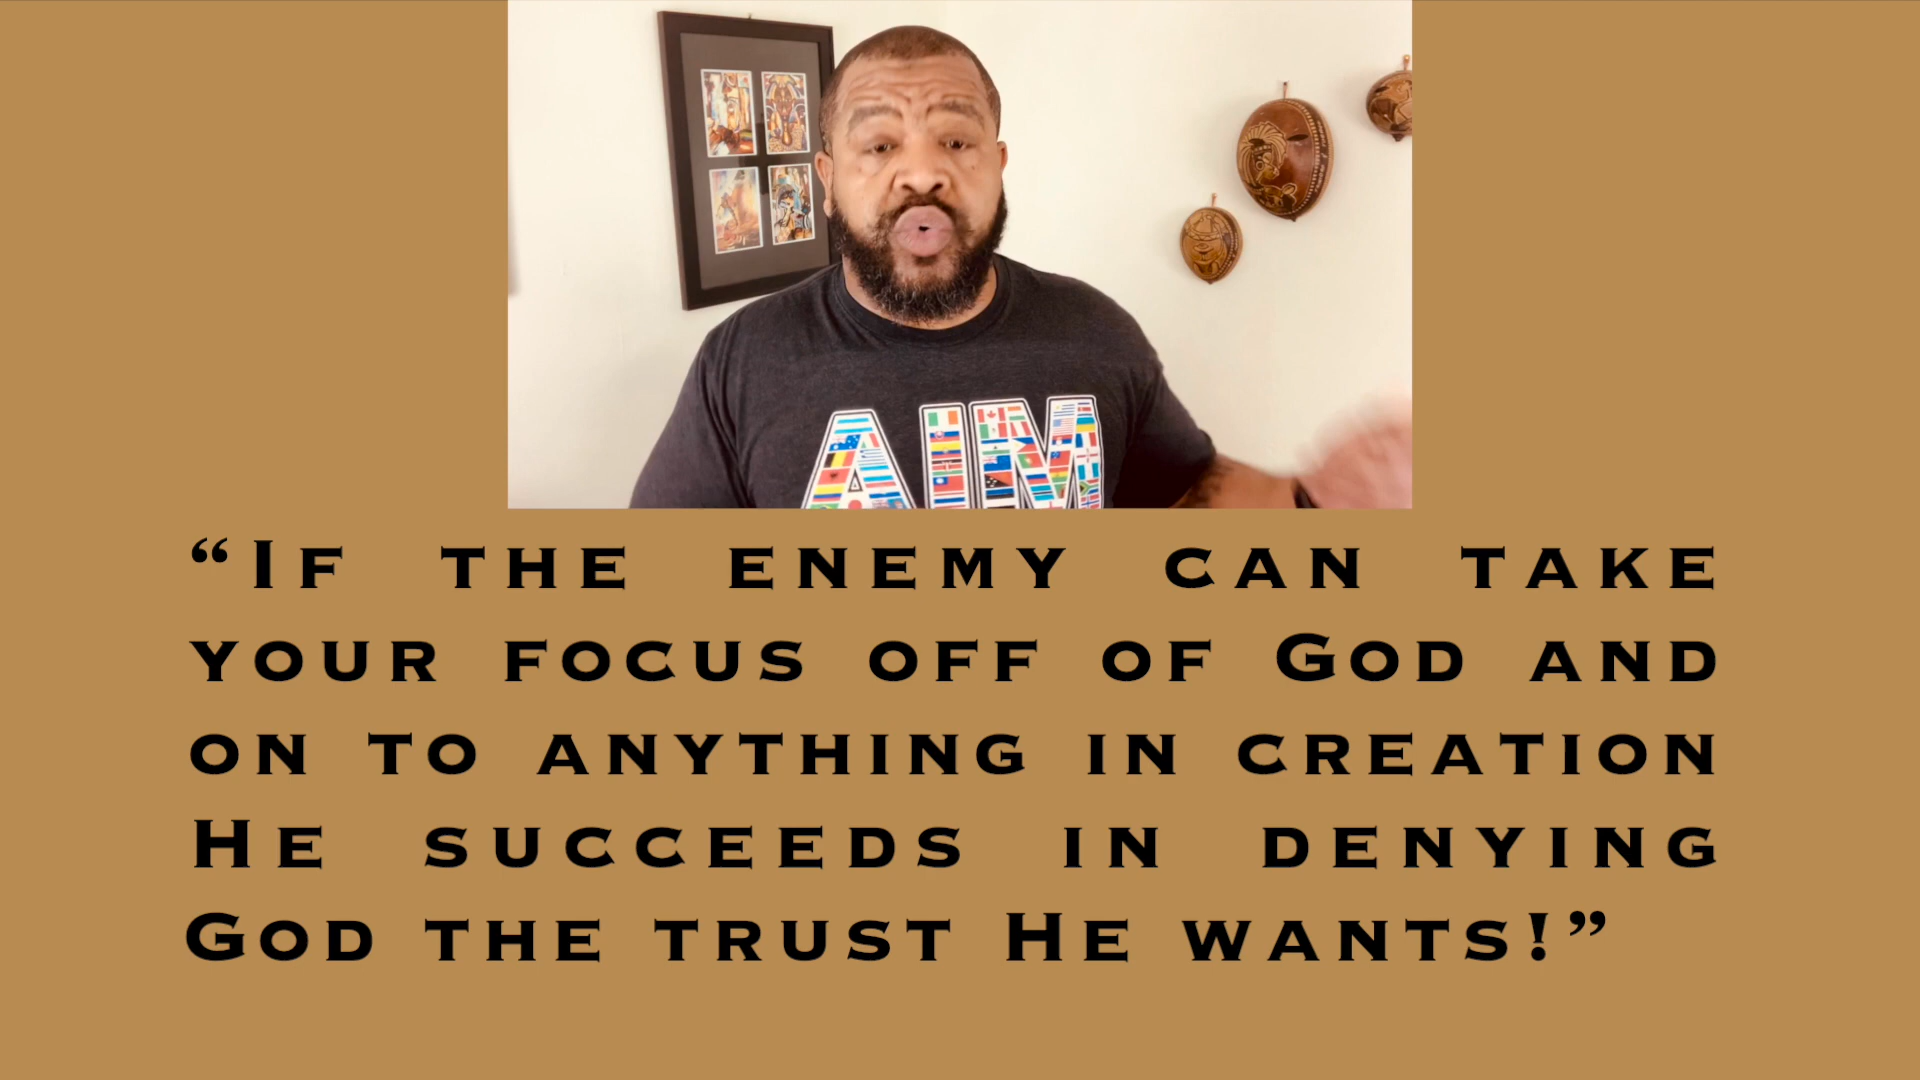 AIM
“If the enemy can take
your focus off of God and
on to anything in creation
He succeeds in denying
God the trust He wants!”